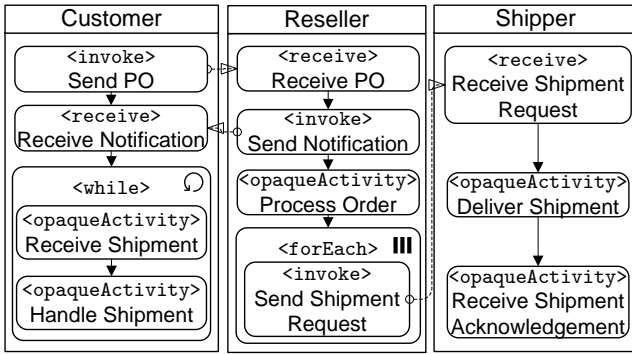 Customer
<invoke>
Send PO
<receive>
Receive Notification
<while>
<opaqueActivity>
Receive Shipment
<opaqueActivity>
Handle Shipment
Reseller
<receive>
Receive PO
<invoke>
Send Notification
<opaqueActivity>
Process Order
<forEach>
<invoke>
Send Shipment
Request
Shipper
<receive>
Receive Shipment
Request
<opaqueActivity>
Deliver Shipment
<opaqueActivity>
Receive Shipment
Acknowledgement